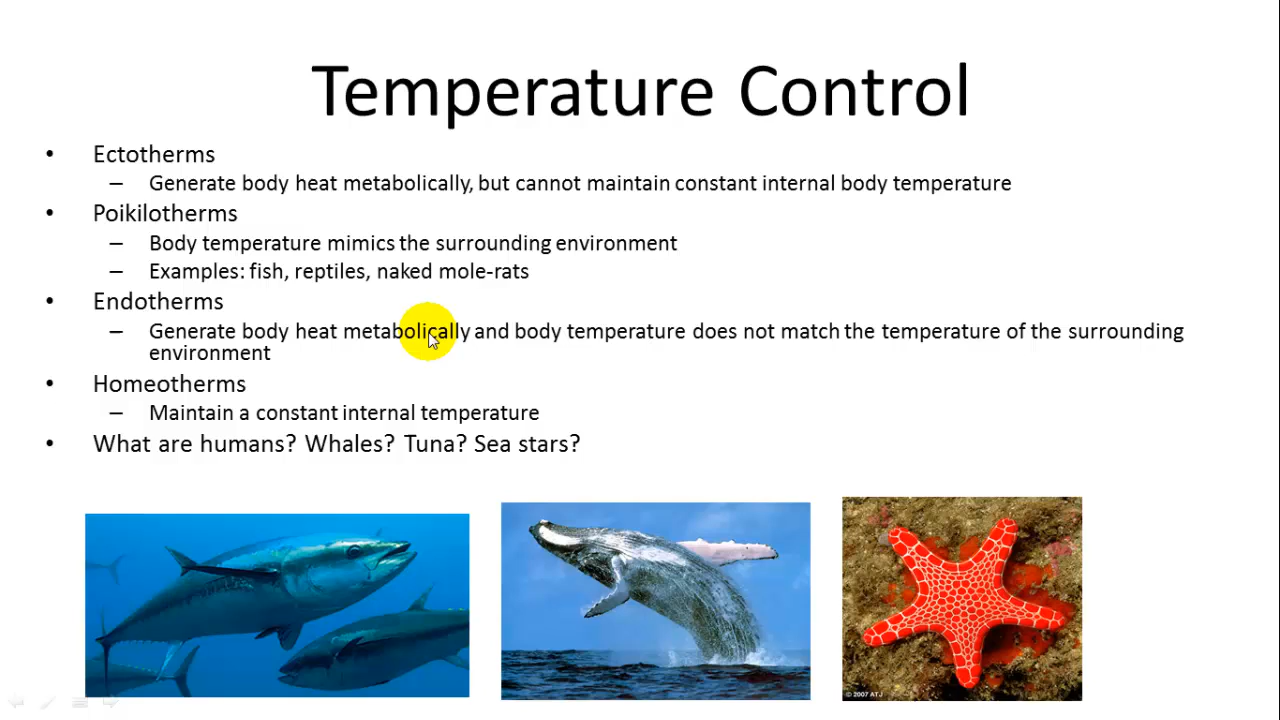 Temperature Control
• Ectotherms
– Generate body heat metabolically, but cannot maintain constant internal body temperature
• Poikilotherms
– Body temperature mimics the surrounding environment
– Examples: fish, reptiles, naked mole-rats
• Endotherms
– Generate body heat metabolically and body temperature does not match the temperature of the surrounding
environment
• Homeotherms
– Maintain a constant internal temperature
• What are humans? Whales? Tuna? Sea stars?
© 2007 ATJ